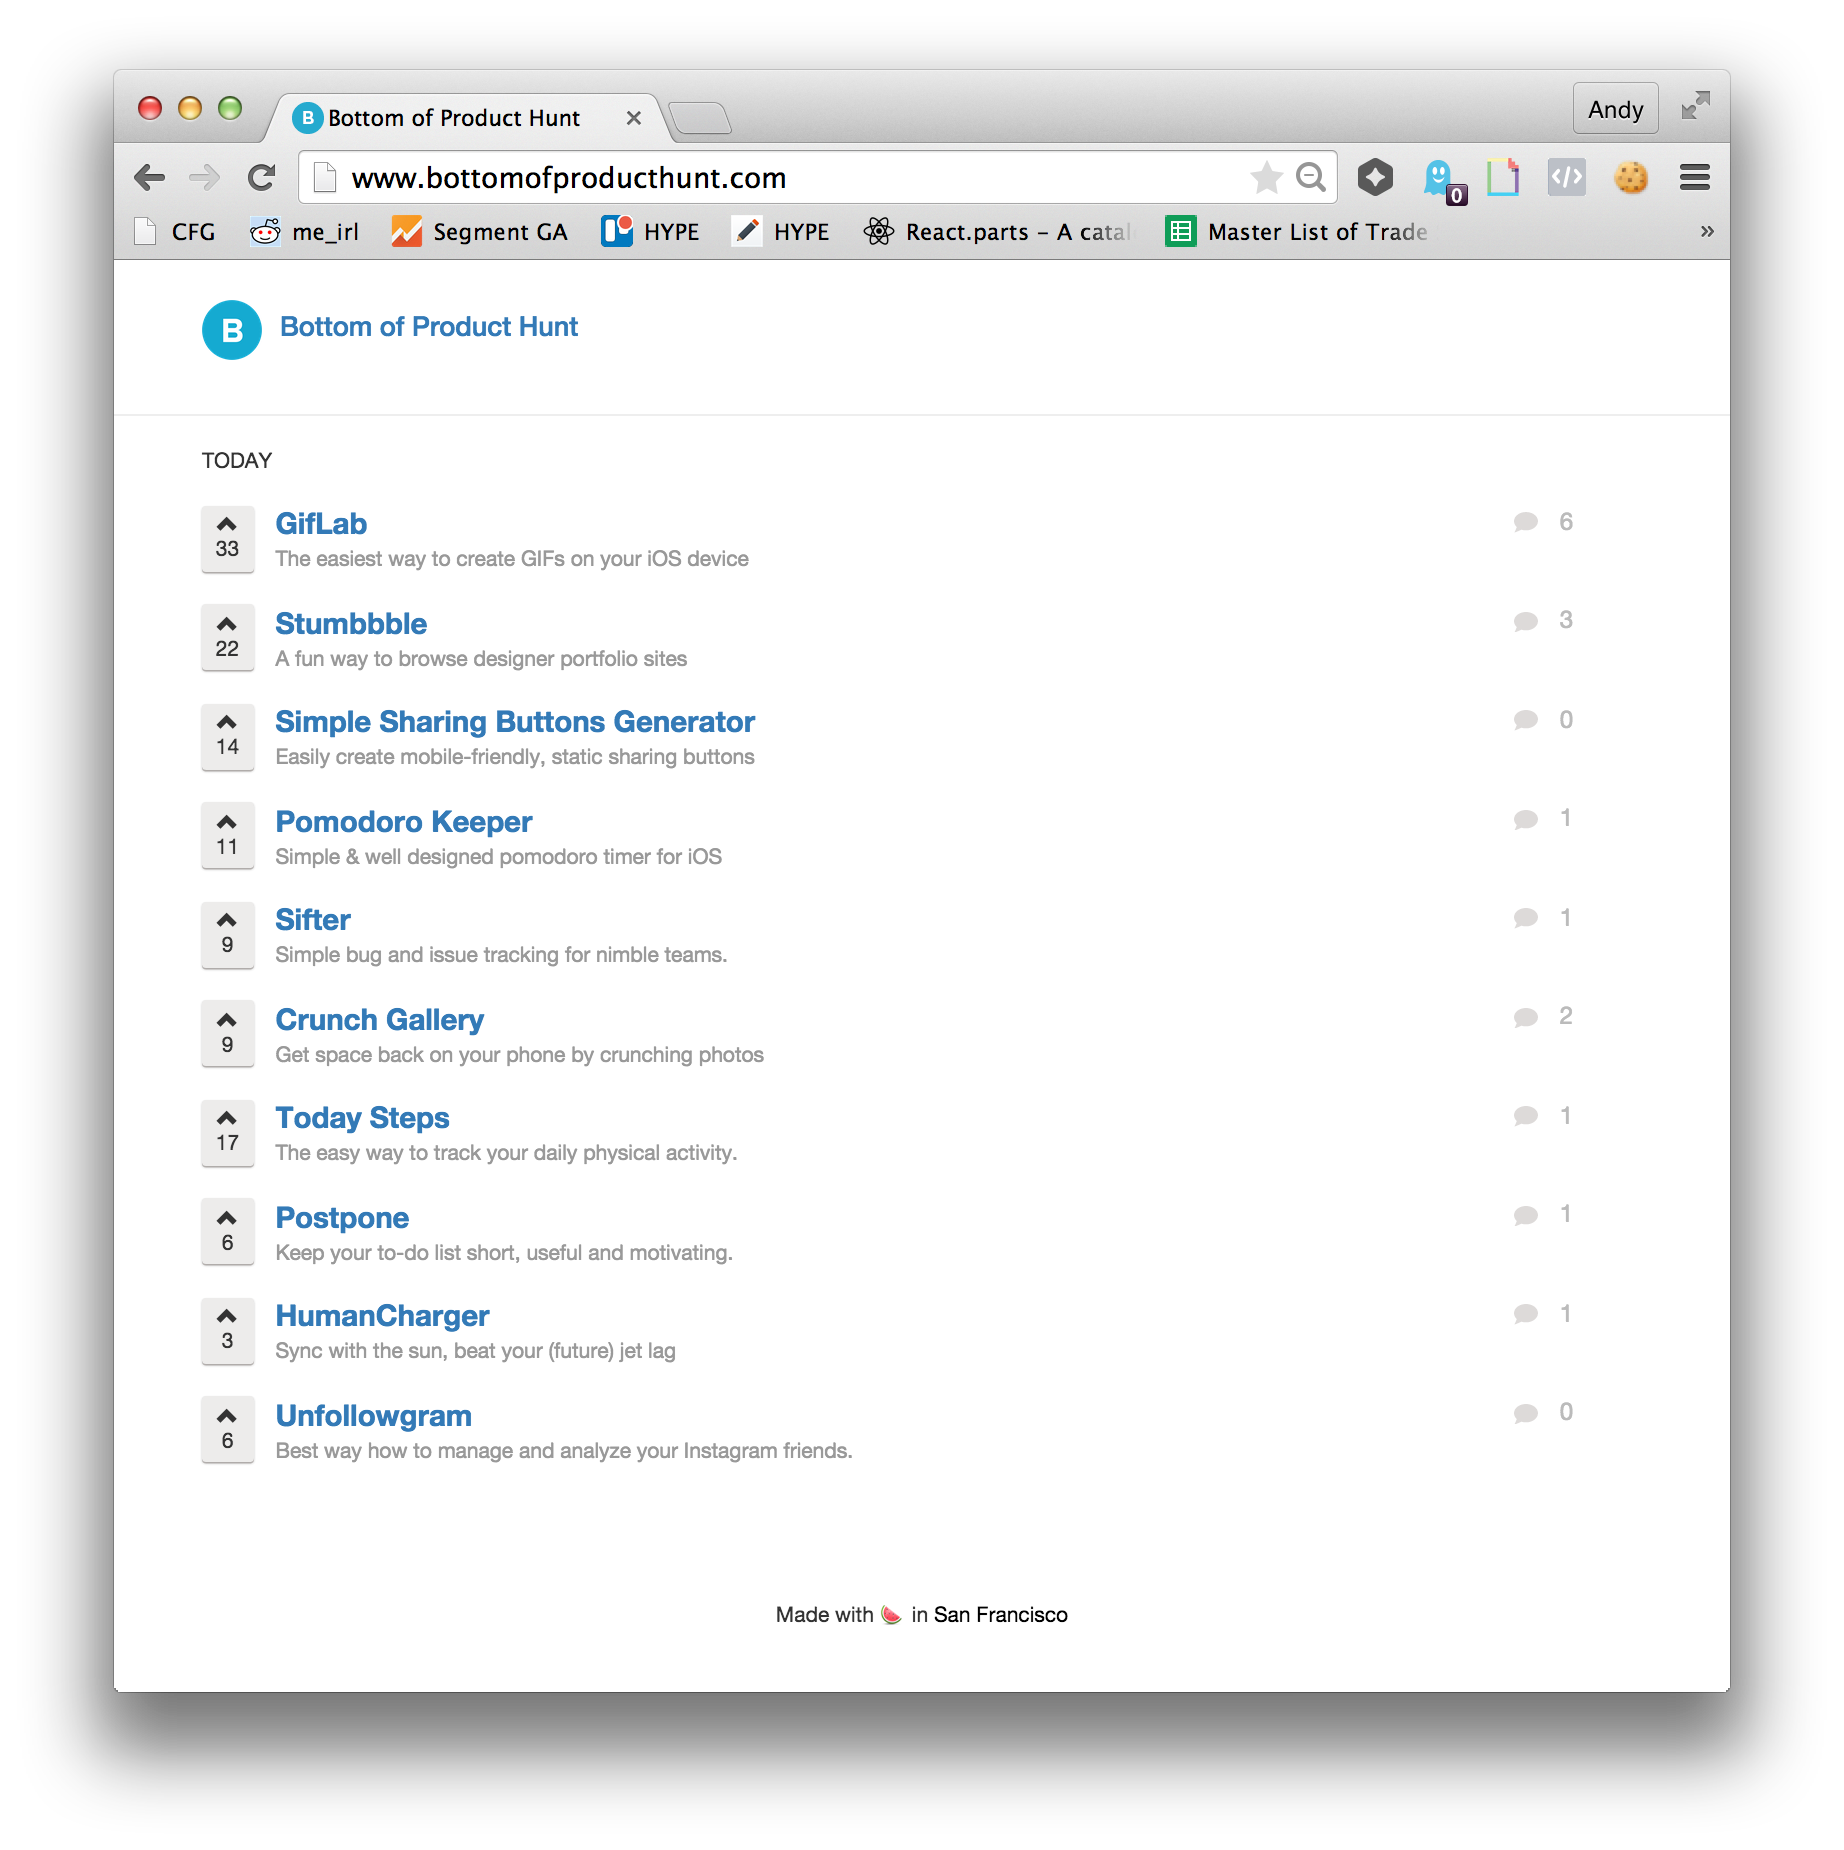 B Bottom of Product Hunt
Andy
www.bottomofproducthunt.com
0
CFG me_irl Segment GA HYPE HYPE React.parts – A catal Master List of Trade »
B Bottom of Product Hunt
TODAY
33 GifLab 6
The easiest way to create GIFs on your iOS device
22 Stumbbble 3
A fun way to browse designer portfolio sites
14 Simple Sharing Buttons Generator 0
Easily create mobile-friendly, static sharing buttons
11 Pomodoro Keeper 1
Simple & well designed pomodoro timer for iOS
9 Sifter 1
Simple bug and issue tracking for nimble teams.
9 Crunch Gallery 2
Get space back on your phone by crunching photos
17 Today Steps 1
The easy way to track your daily physical activity.
6 Postpone 1
Keep your to-do list short, useful and motivating.
3 HumanCharger 1
Sync with the sun, beat your (future) jet lag
6 Unfollowgram 0
Best way how to manage and analyze your Instagram friends.
Made with 🍉 in San Francisco